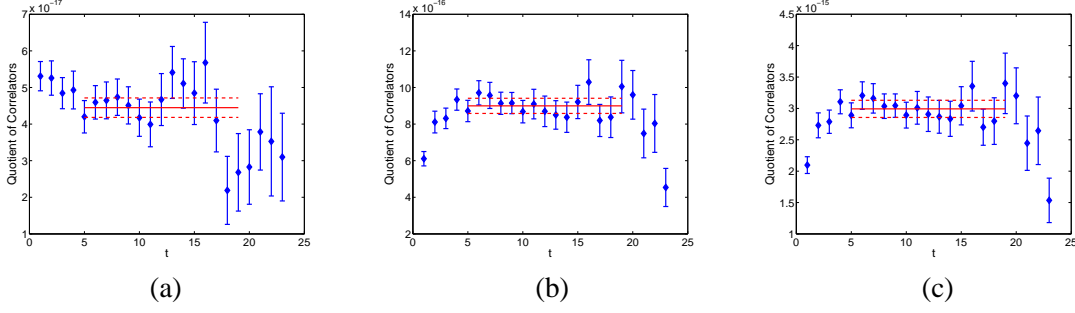 x 10⁻¹⁷
7
6
5
4
3
2
1
0 5 10 15 20 25
t
Quotient of Correlators
(a)
x 10⁻¹⁶
14
12
10
8
6
4
2
0 5 10 15 20 25
t
Quotient of Correlators
(b)
x 10⁻¹⁵
4.5
4
3.5
3
2.5
2
1.5
1
0 5 10 15 20 25
t
Quotient of Correlators
(c)